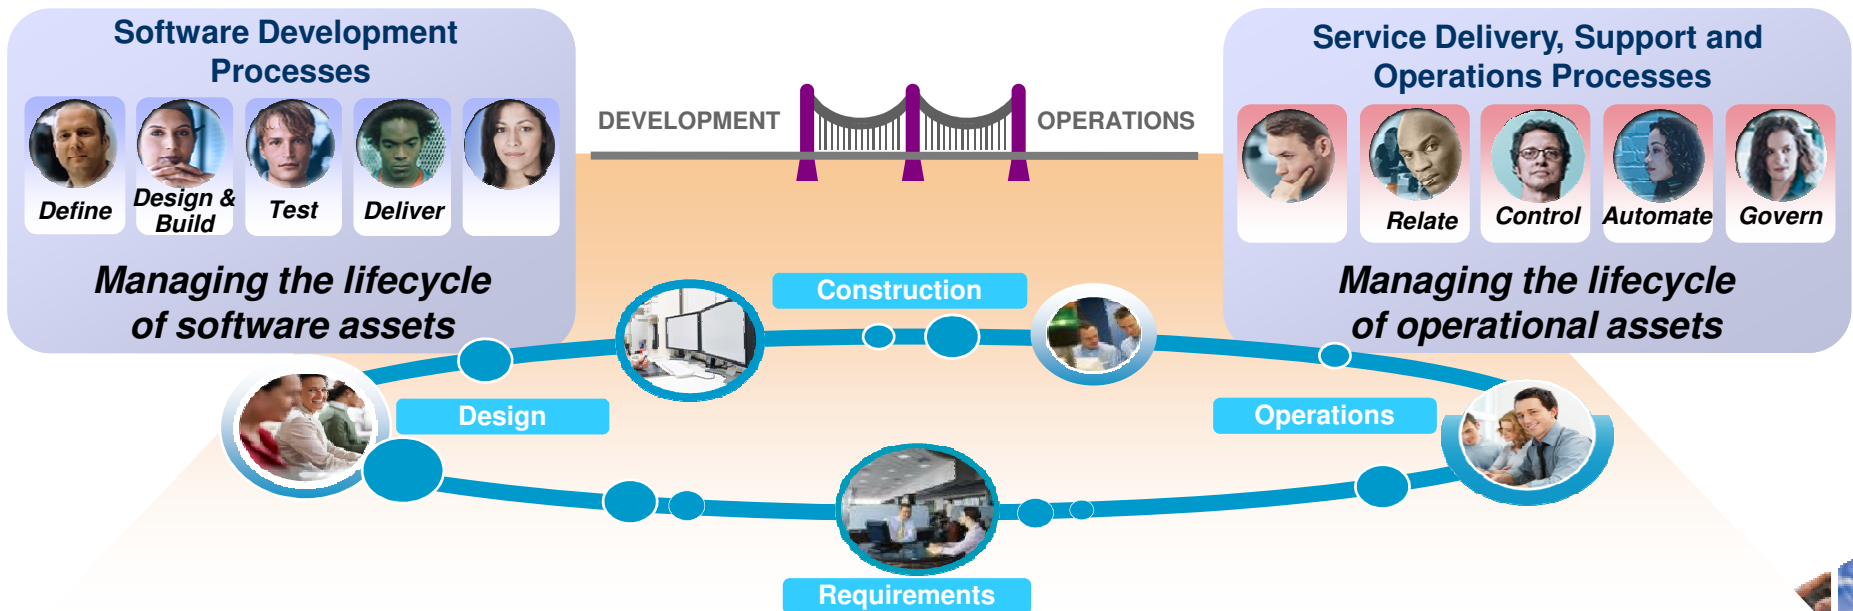 Software Development
Processes
Define
Design &
Build
Test
Deliver
Managing the lifecycle
of software assets
DEVELOPMENT
OPERATIONS
Service Delivery, Support and
Operations Processes
Relate
Control
Automate
Govern
Managing the lifecycle
of operational assets
Construction
Design
Operations
Requirements